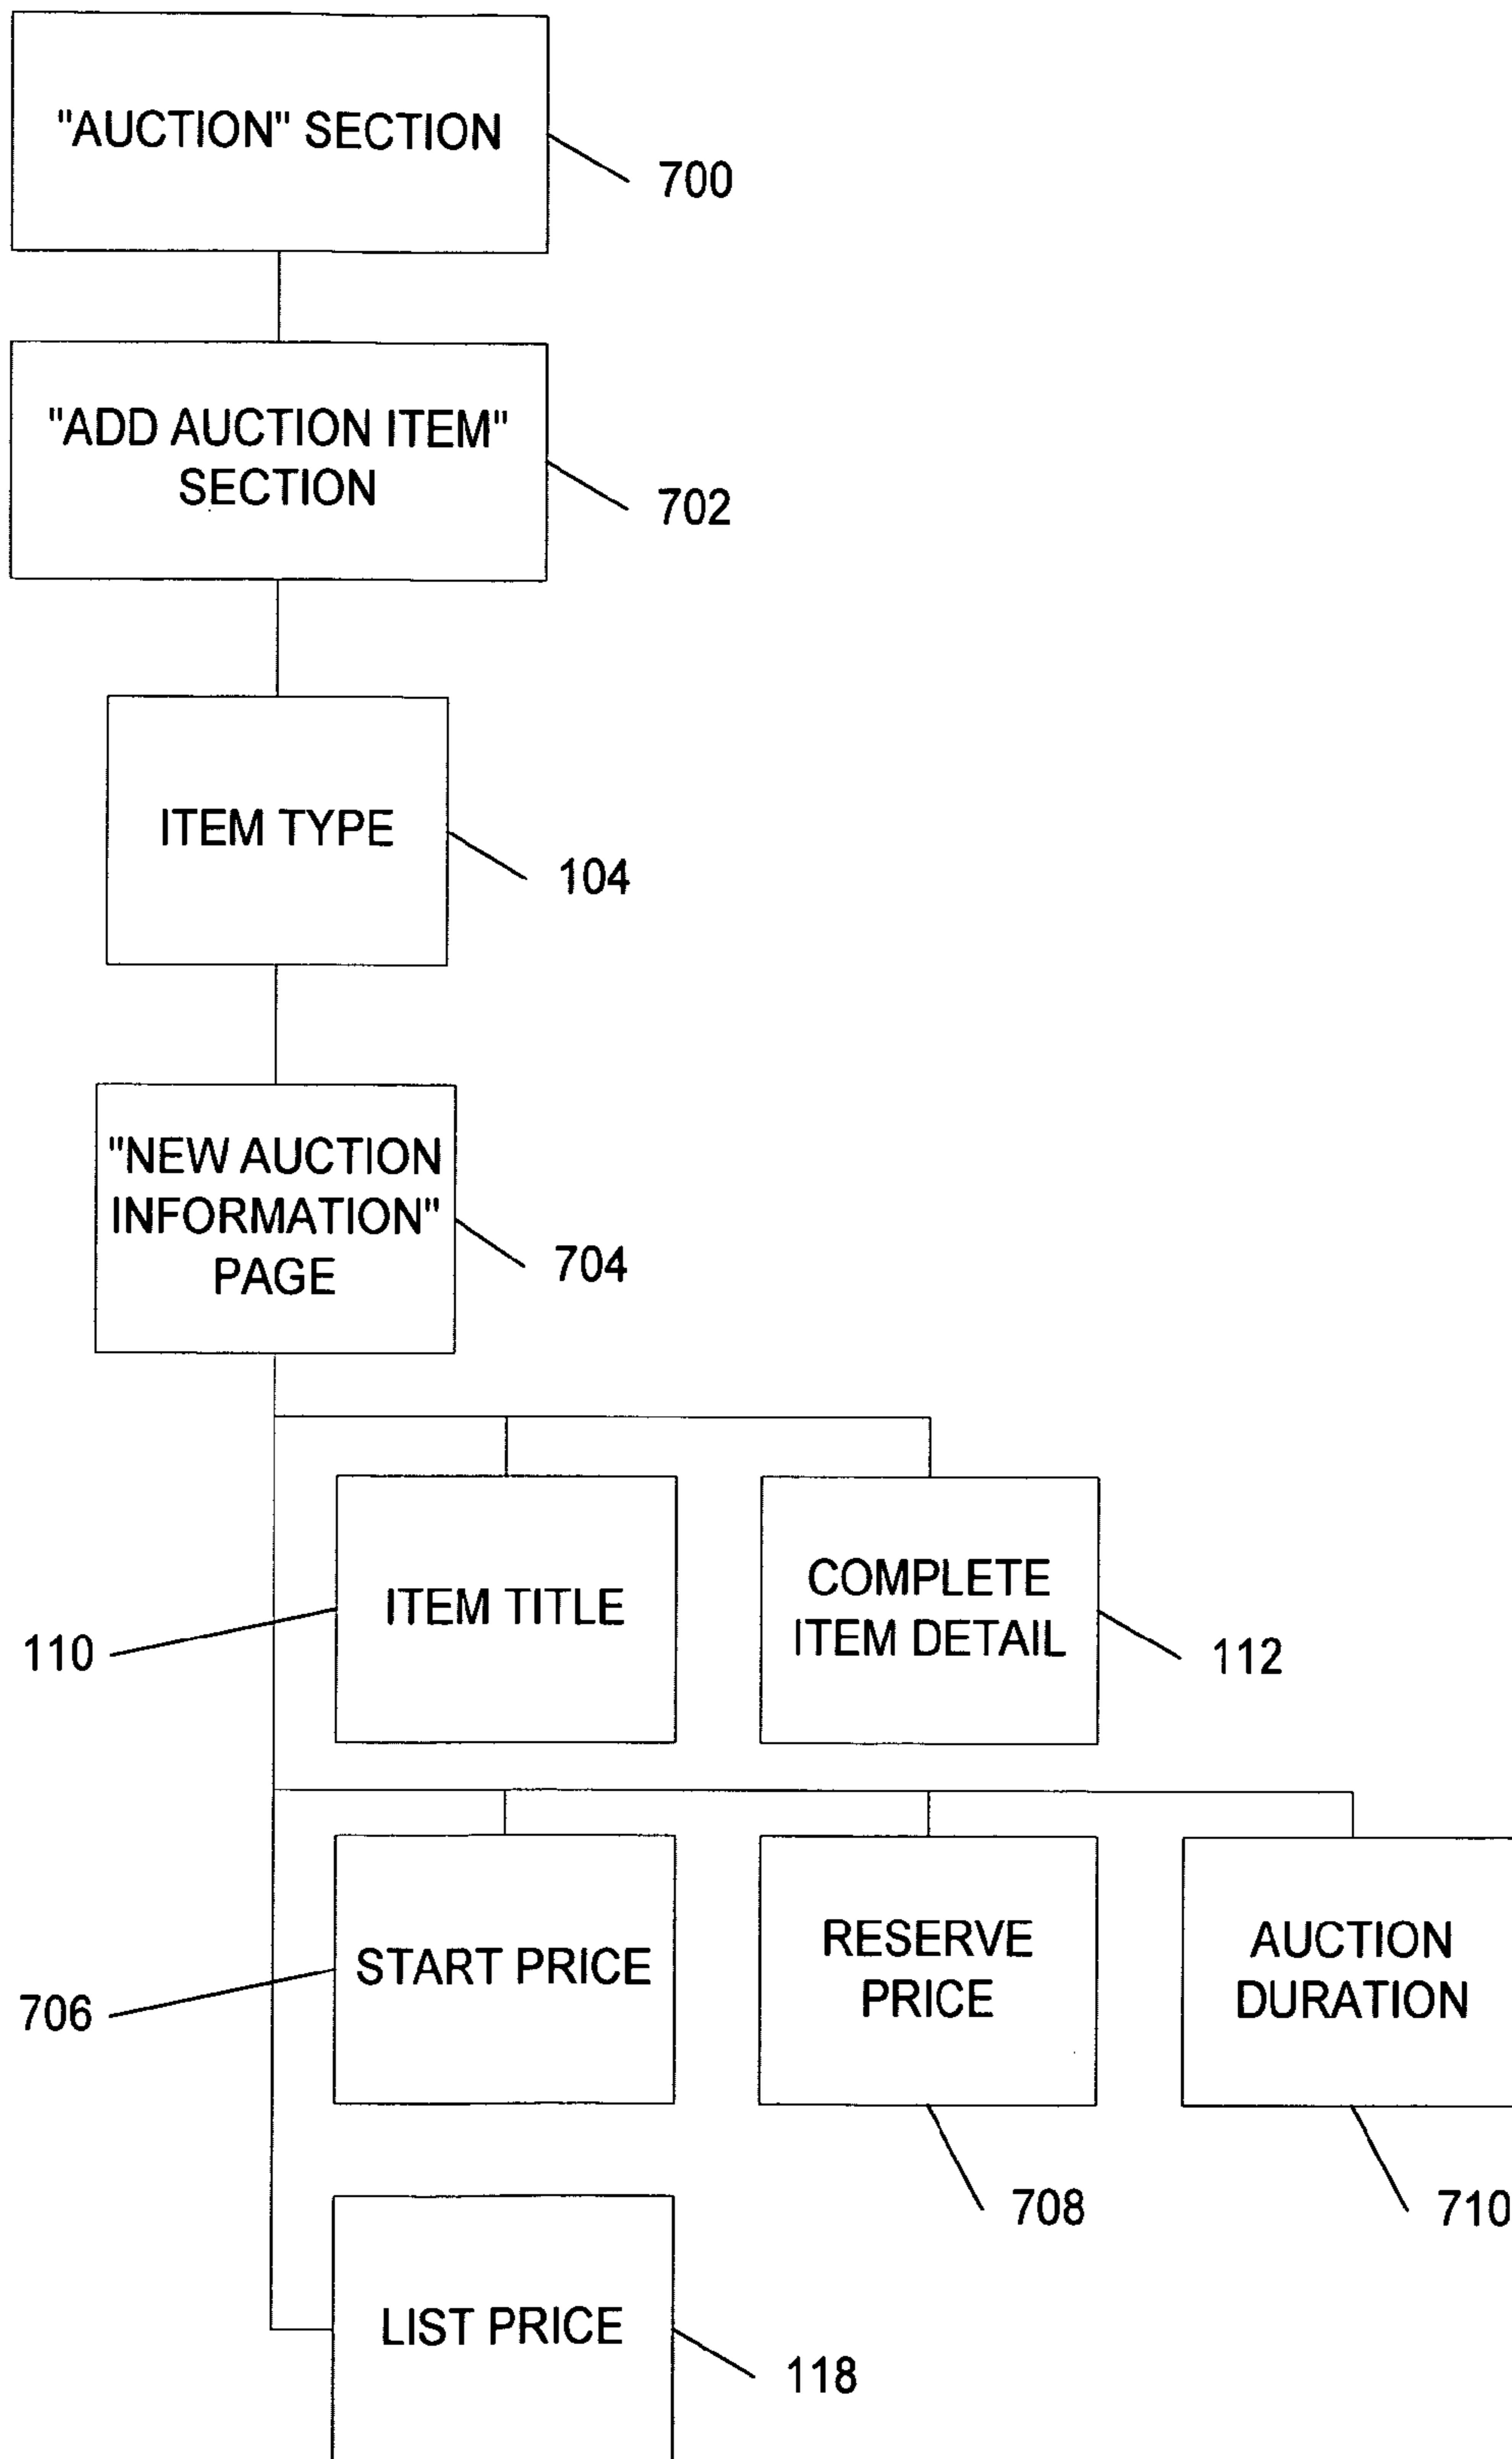 "AUCTION" SECTION
700
"ADD AUCTION ITEM"
SECTION
702
ITEM TYPE
104
"NEW AUCTION
INFORMATION"
PAGE
704
ITEM TITLE
110
COMPLETE
ITEM DETAIL
112
START PRICE
706
RESERVE
PRICE
708
AUCTION
DURATION
710
LIST PRICE
118